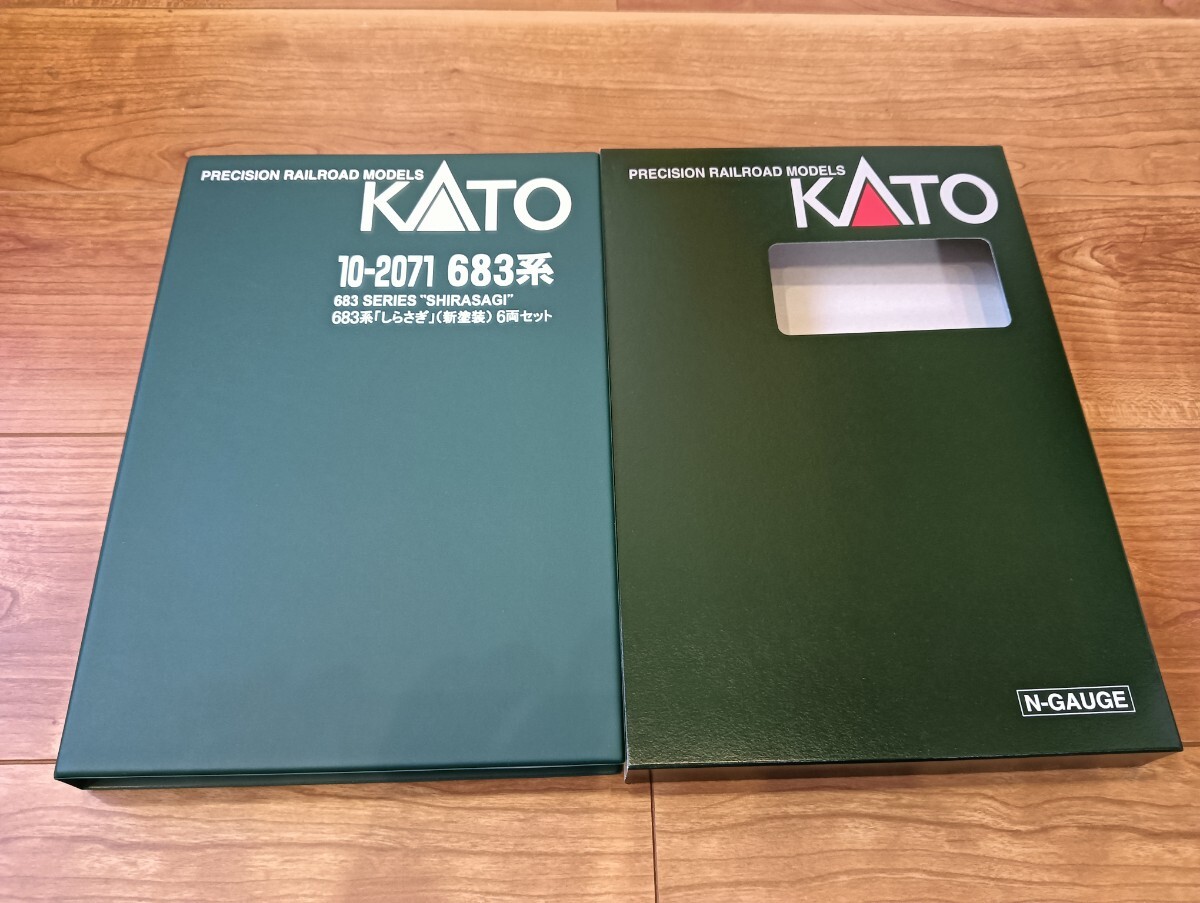 PRECISION RAILROAD MODELS
KATO
10-2071 683系
683 SERIES "SHIRASAGI"
683系「しらさぎ」(新塗装) 6両セット
PRECISION RAILROAD MODELS
KATO
N-GAUGE